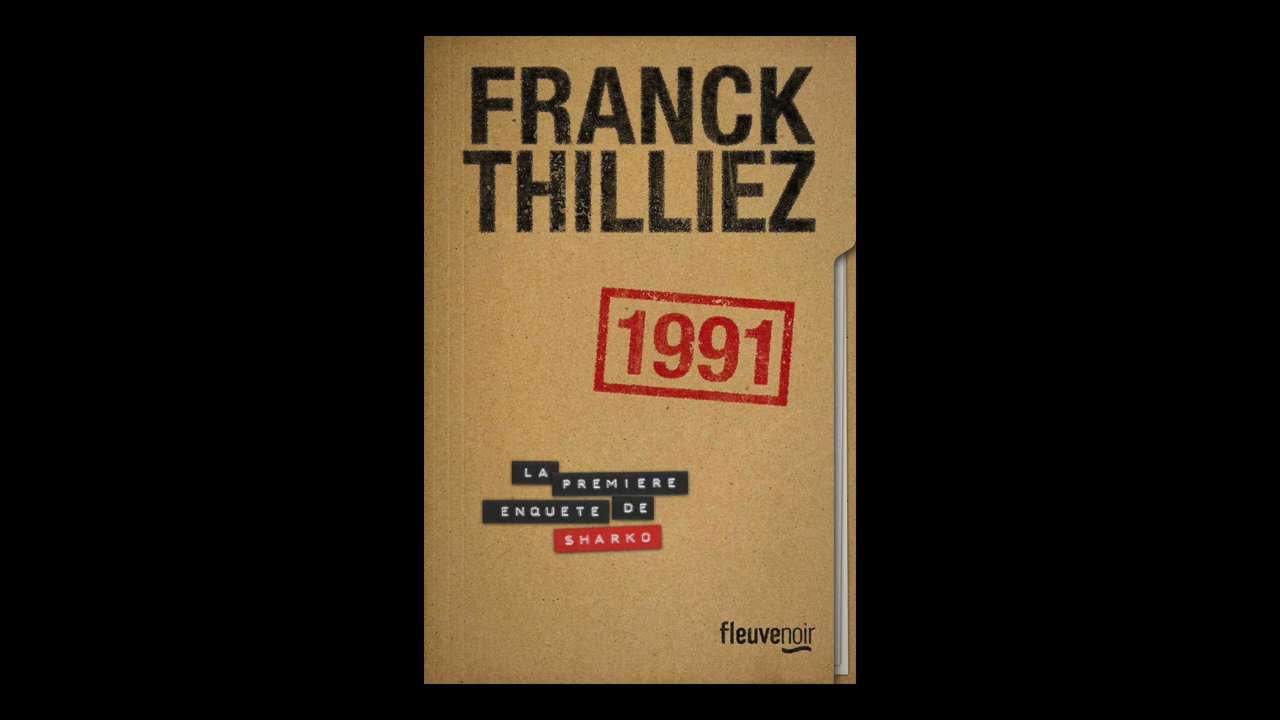 FRANCK
THILLIEZ
1991
LA
PREMIERE
ENQUETE DE
SHARKO
fleuvenoir